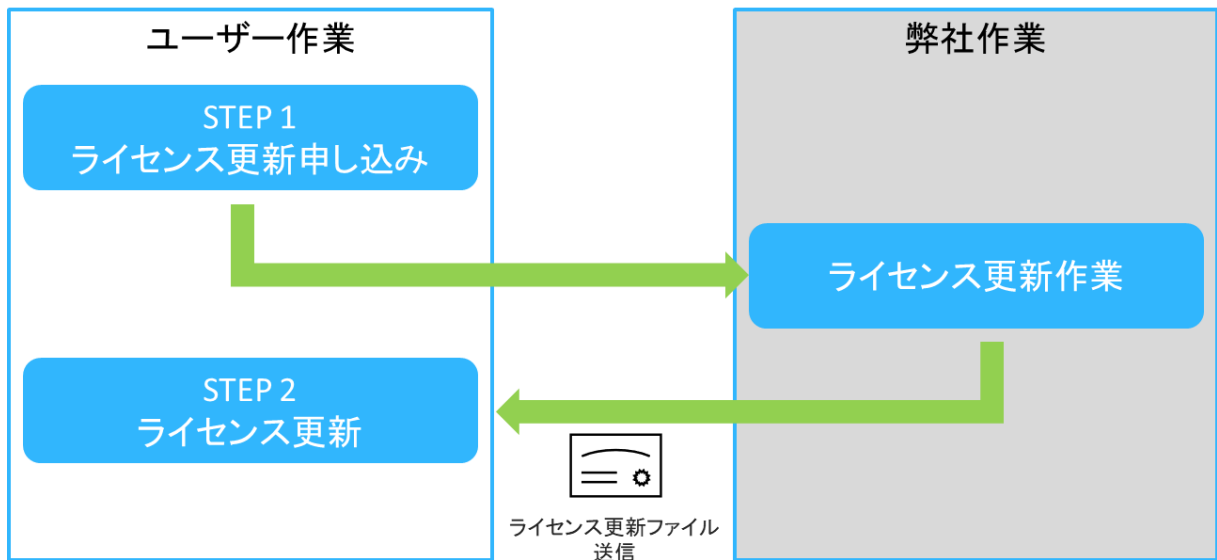 ユーザー作業
弊社作業
STEP 1
ライセンス更新申し込み
ライセンス更新作業
STEP 2
ライセンス更新
ライセンス更新ファイル
送信